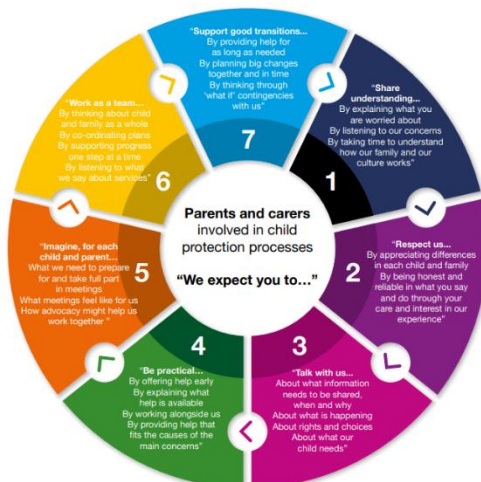 Parents and carers
involved in child
protection processes
"We expect you to…"
1
"Share
understanding...
By explaining what you
are worried about
By listening to our concerns
By taking time to understand
how our family and our
culture works"
2
"Respect us...
By appreciating differences
in each child and family
By being honest and
reliable in what you say
and do through your
care and interest in our
experience"
3
"Talk with us...
About what information
needs to be shared,
when and why
About what is happening
About rights and choices
About what our
child needs"
4
"Be practical...
By offering help early
By explaining what
help is available
By working alongside us
By providing help that
fits the causes of the
main concerns"
5
"Imagine, for each
child and parent...
What we need to prepare
for and take full part
in meetings
What meetings feel like for us
How advocacy might help us
work together "
6
"Work as a team...
By thinking about child
and family as a whole
By co-ordinating plans
By supporting progress
one step at a time
By listening to what
we say about services"
7
"Support good transitions...
By providing help for
as long as needed
By planning big changes
together and in time
By thinking through
'what if' contingencies
with us"